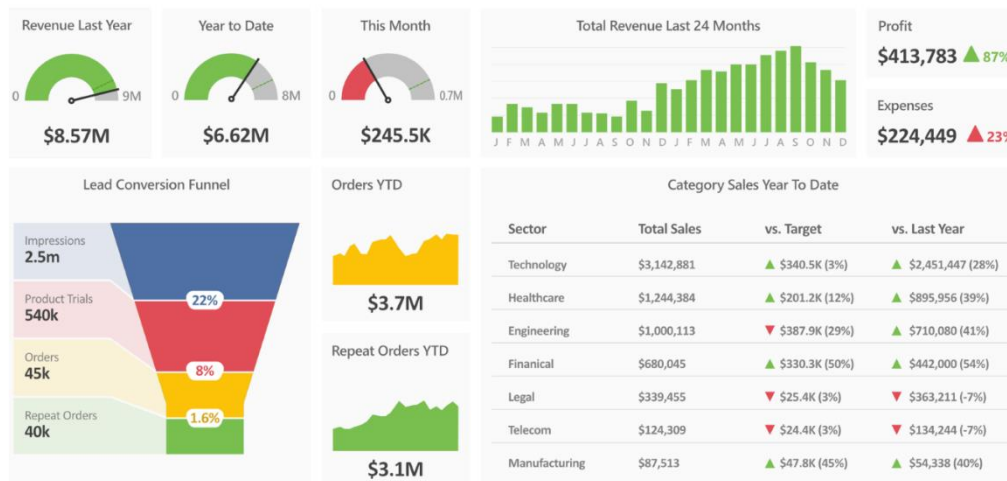 Revenue Last Year
0
9M
$8.57M
Year to Date
0
8M
$6.62M
This Month
0
0.7M
$245.5K
Total Revenue Last 24 Months
J F M A M J J A S O N D J F M A M J J A S O N D
Profit
$413,783 87%
Expenses
$224,449 23%
Lead Conversion Funnel
Impressions
2.5m
22%
Product Trials
540k
8%
Orders
45k
1.6%
Repeat Orders
40k
Orders YTD
$3.7M
Repeat Orders YTD
$3.1M
Category Sales Year To Date
Sector Total Sales vs. Target vs. Last Year
Technology $3,142,881 $340.5K (3%) $2,451,447 (28%)
Healthcare $1,244,384 $201.2K (12%) $895,956 (39%)
Engineering $1,000,113 $387.9K (29%) $710,080 (41%)
Finanical $680,045 $330.3K (50%) $442,000 (54%)
Legal $339,455 $25.4K (3%) $363,211 (-7%)
Telecom $124,309 $24.4K (3%) $134,244 (-7%)
Manufacturing $87,513 $47.8K (45%) $54,338 (40%)